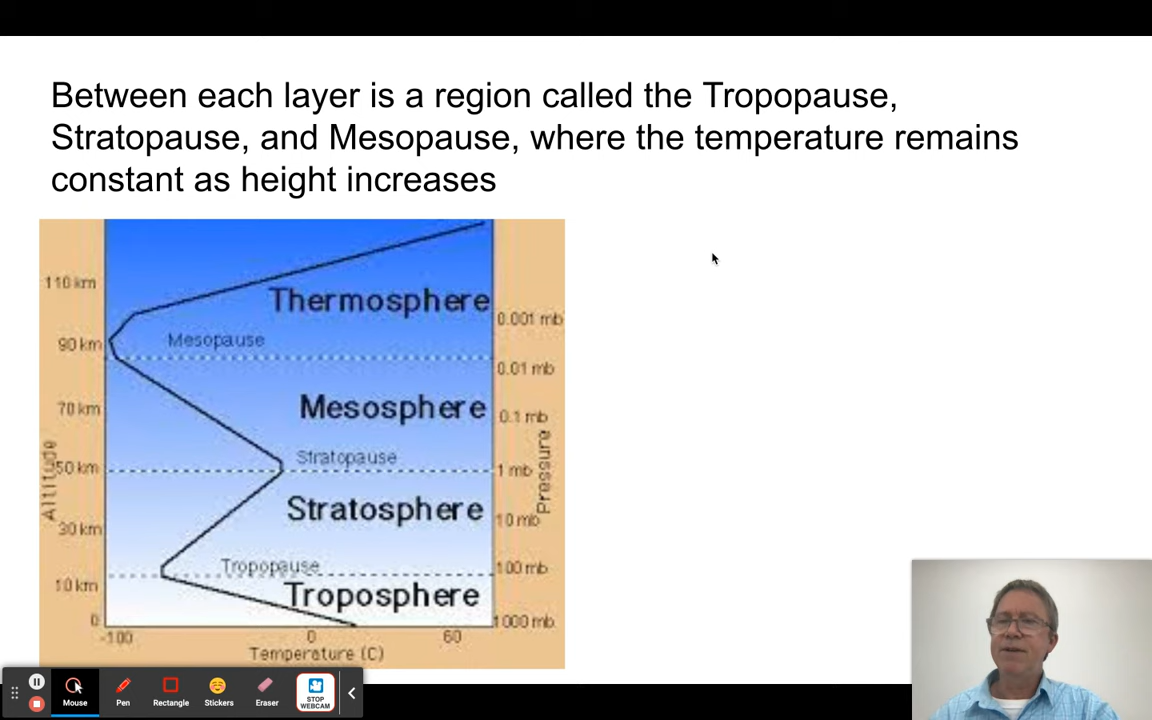 Between each layer is a region called the Tropopause,
Stratopause, and Mesopause, where the temperature remains
constant as height increases
110 km
Thermosphere
0.001 mb
90 km
Mesopause
0.01 mb
70 km
Mesosphere
0.1 mb
Altitude
Pressure
50 km
Stratopause
1 mb
Stratosphere
10 mb
30 km
Tropopause
100 mb
10 km
Troposphere
0
1000 mb
-100
0
60
Temperature (C)
Mouse
Pen
Rectangle
Stickers
Eraser
STOP
WEBCAM